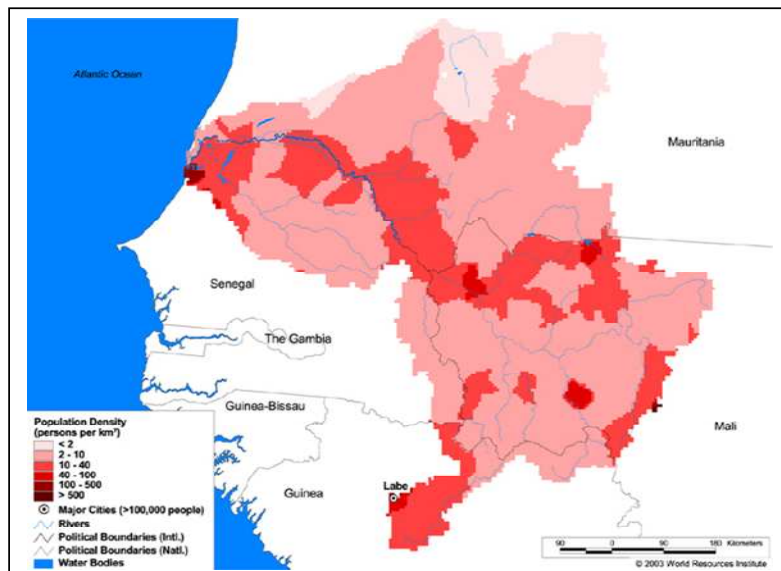 Atlantic Ocean
Mauritania
Senegal
The Gambia
Guinea-Bissau
Mali
Guinea
Labe
Population Density
(persons per km²)
< 2
2 - 10
10 - 40
40 - 100
100 - 500
> 500
Major Cities (>100,000 people)
Rivers
Political Boundaries (Intl.)
Political Boundaries (Natl.)
Water Bodies
90 0 90 180 Kilometers
© 2003 World Resources Institute